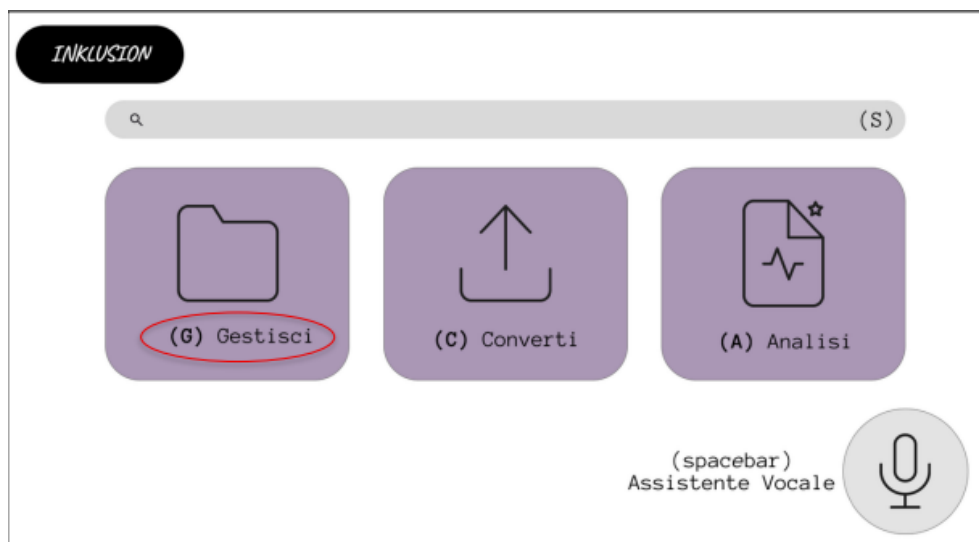 INKLUSION
(S)
(G) Gestisci
(C) Converti
(A) Analisi
(spacebar)
Assistente Vocale